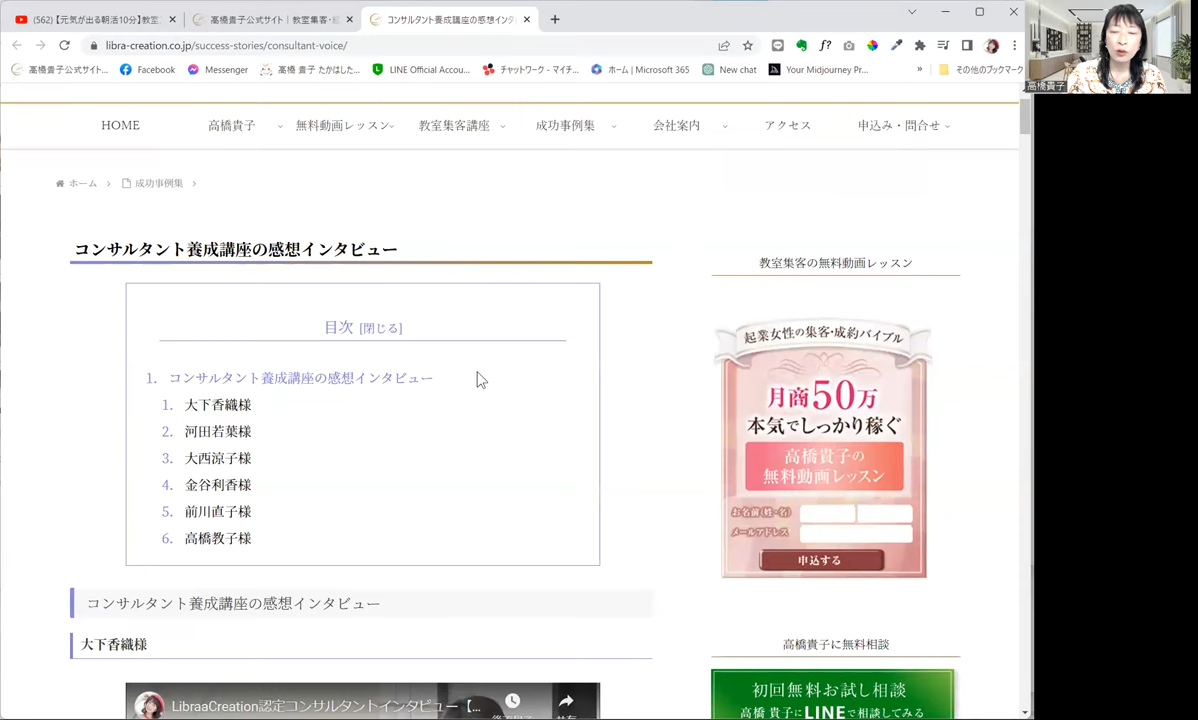 (562) 【元気が出る朝活10分】教室
高橋貴子公式サイト｜教室集客・起
コンサルタント養成講座の感想インタ
libra-creation.co.jp/success-stories/consultant-voice/
高橋貴子公式サイト...
Facebook
Messenger
高橋 貴子 たかはした...
LINE Official Accou...
チャットワーク - マイチ...
ホーム | Microsoft 365
New chat
Your Midjourney Pr...
»
その他のブックマーク
高橋貴子
HOME
高橋貴子
無料動画レッスン
教室集客講座
成功事例集
会社案内
アクセス
申込み・問合せ
ホーム
成功事例集
コンサルタント養成講座の感想インタビュー
目次 [閉じる]
1. コンサルタント養成講座の感想インタビュー
1. 大下香織様
2. 河田若葉様
3. 大西涼子様
4. 金谷利香様
5. 前川直子様
6. 高橋教子様
コンサルタント養成講座の感想インタビュー
大下香織様
LibraaCreation認定コンサルタントインタビュー【...
教室集客の無料動画レッスン
起業女性の集客・成約バイブル
月商50万
本気でしっかり稼ぐ
高橋貴子の
無料動画レッスン
お名前(姓・名)
メールアドレス
申込する
高橋貴子に無料相談
初回無料お試し相談
高橋 貴子にLINEで相談してみる